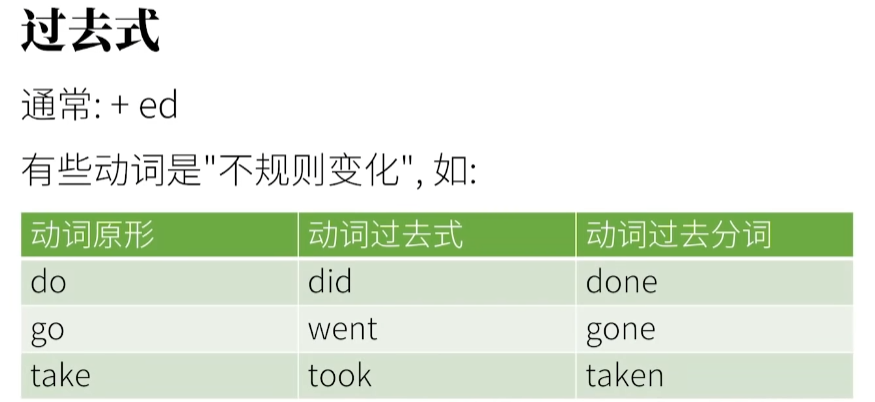 过去式
通常: + ed
有些动词是"不规则变化", 如:
动词原形 动词过去式 动词过去分词
do did done
go went gone
take took taken